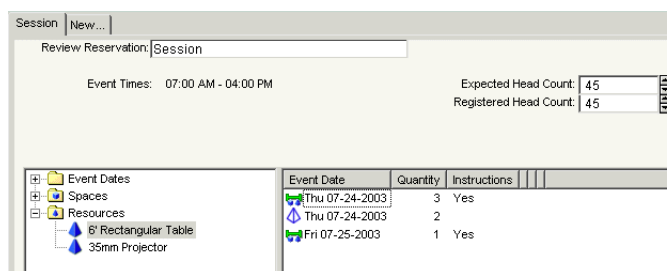 Session New...
Review Reservation: Session
Event Times: 07:00 AM - 04:00 PM
Expected Head Count: 45
Registered Head Count: 45
Event Dates
Spaces
Resources
6' Rectangular Table
35mm Projector
Event Date Quantity Instructions
Thu 07-24-2003 3 Yes
Thu 07-24-2003 2
Fri 07-25-2003 1 Yes